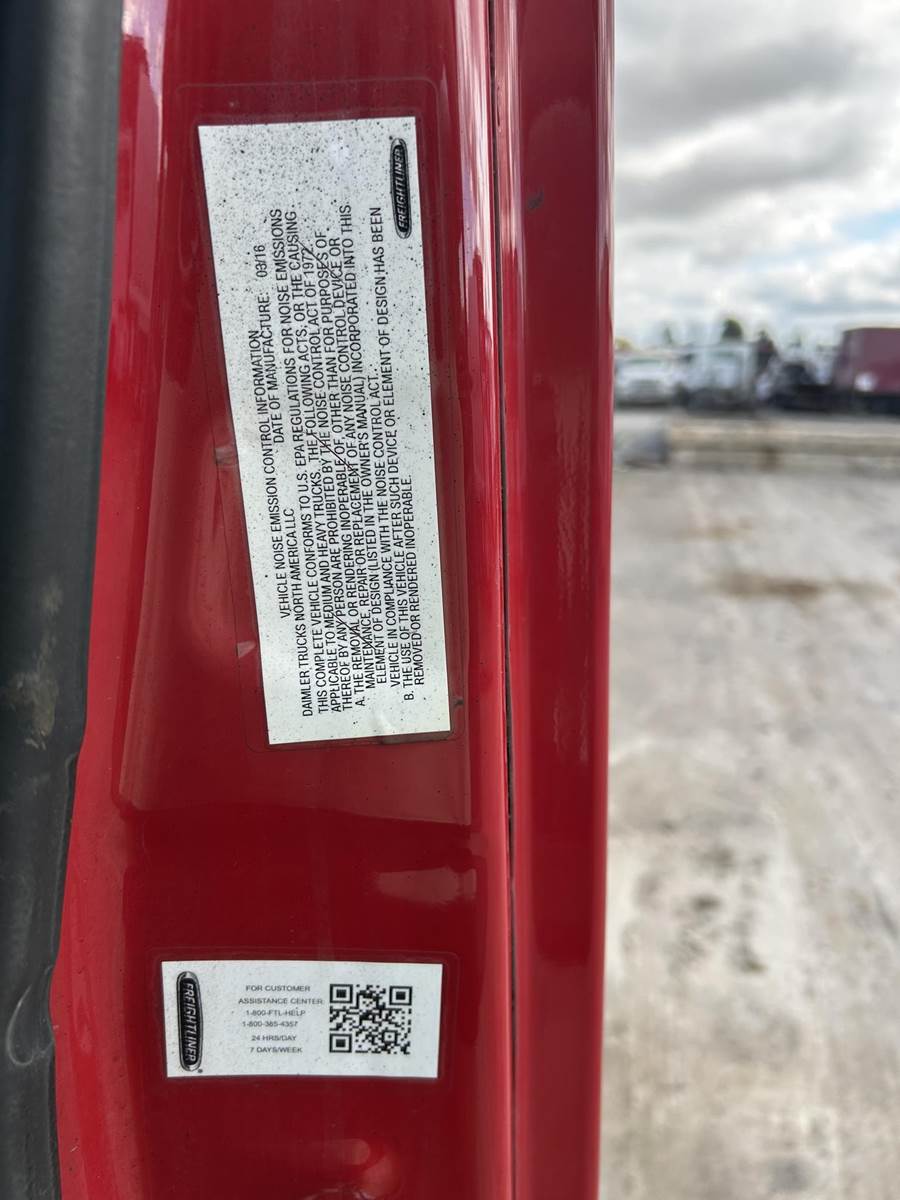 FREIGHTLINER
VEHICLE NOISE EMISSION CONTROL INFORMATION
DAIMLER TRUCKS NORTH AMERICA LLC DATE OF MANUFACTURE: 03/16
THIS COMPLETE VEHICLE CONFORMS TO U.S. EPA REGULATIONS FOR NOISE EMISSIONS
APPLICABLE TO MEDIUM AND HEAVY TRUCKS. THE FOLLOWING ACTS, OR THE CAUSING
THEREOF BY ANY PERSON ARE PROHIBITED BY THE NOISE CONTROL ACT OF 1972.
A. THE REMOVAL OR RENDERING INOPERABLE OF, OTHER THAN FOR PURPOSES OF
MAINTENANCE, REPAIR OR REPLACEMENT OF ANY NOISE CONTROL DEVICE OR
ELEMENT OF DESIGN (LISTED IN THE OWNER'S MANUAL) INCORPORATED INTO THIS
VEHICLE IN COMPLIANCE WITH THE NOISE CONTROL ACT.
B. THE USE OF THIS VEHICLE AFTER SUCH DEVICE OR ELEMENT OF DESIGN HAS BEEN
REMOVED OR RENDERED INOPERABLE.
FREIGHTLINER
FOR CUSTOMER
ASSISTANCE CENTER:
1-800-FTL-HELP
1-800-385-4357
24 HRS/DAY
7 DAYS/WEEK